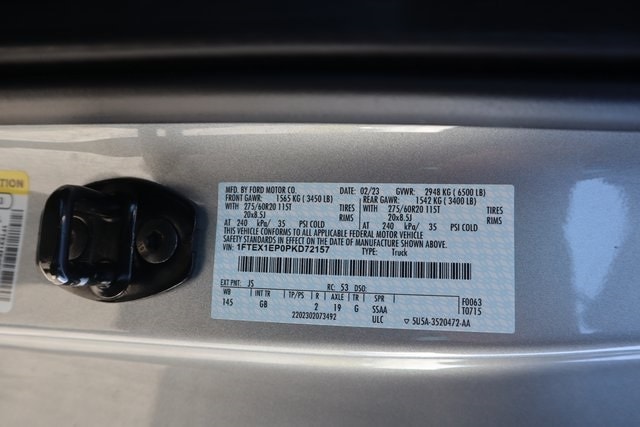 MFD. BY FORD MOTOR CO. DATE: 02/23 GVWR: 2948 KG ( 6500 LB)
FRONT GAWR: 1565 KG ( 3450 LB) REAR GAWR: 1542 KG ( 3400 LB)
WITH 275/60R20 115T TIRES WITH 275/60R20 115T TIRES
20x8.5J RIMS 20x8.5J RIMS
AT 240 kPa/ 35 PSI COLD AT 240 kPa/ 35 PSI COLD
THIS VEHICLE CONFORMS TO ALL APPLICABLE FEDERAL MOTOR VEHICLE
SAFETY AND THEFT PREVENTION STANDARDS IN EFFECT ON THE DATE OF
MANUFACTURE SHOWN ABOVE.
VIN: 1FTEX1EP0PKD72157 TYPE: Truck
EXT PNT: JS RC: 53 DSO: F0063
WB INT TR TP/PS R AXLE TR SPR T0715
145 GB 2 19 G SSAA
2202302073492 ULC ▽ 5U5A-3520472-AA